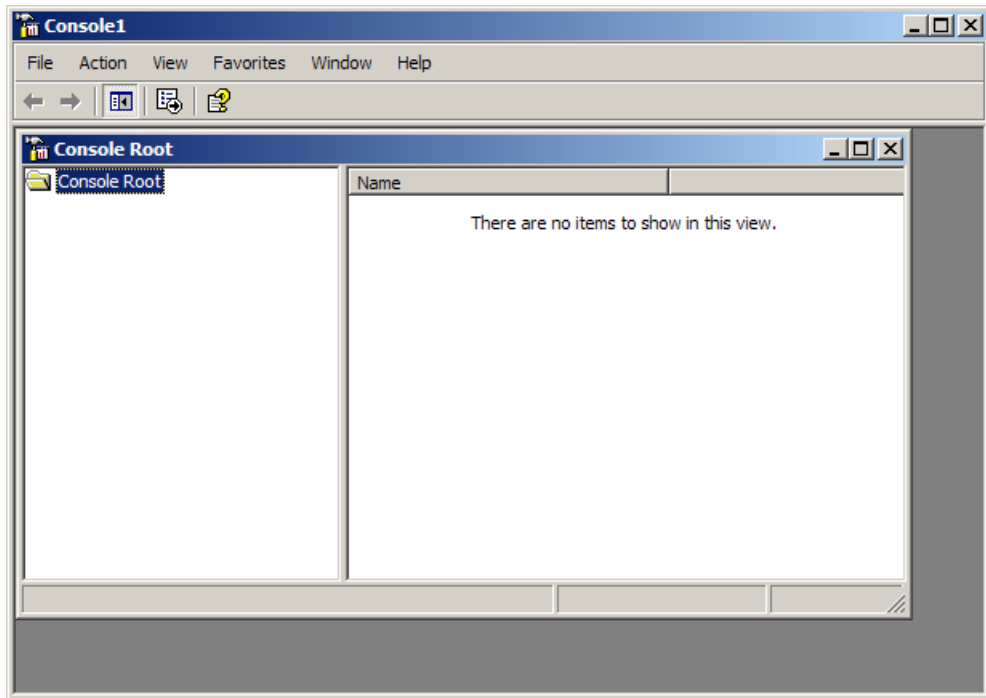 Console1
File Action View Favorites Window Help
Console Root
Console Root
Name
There are no items to show in this view.